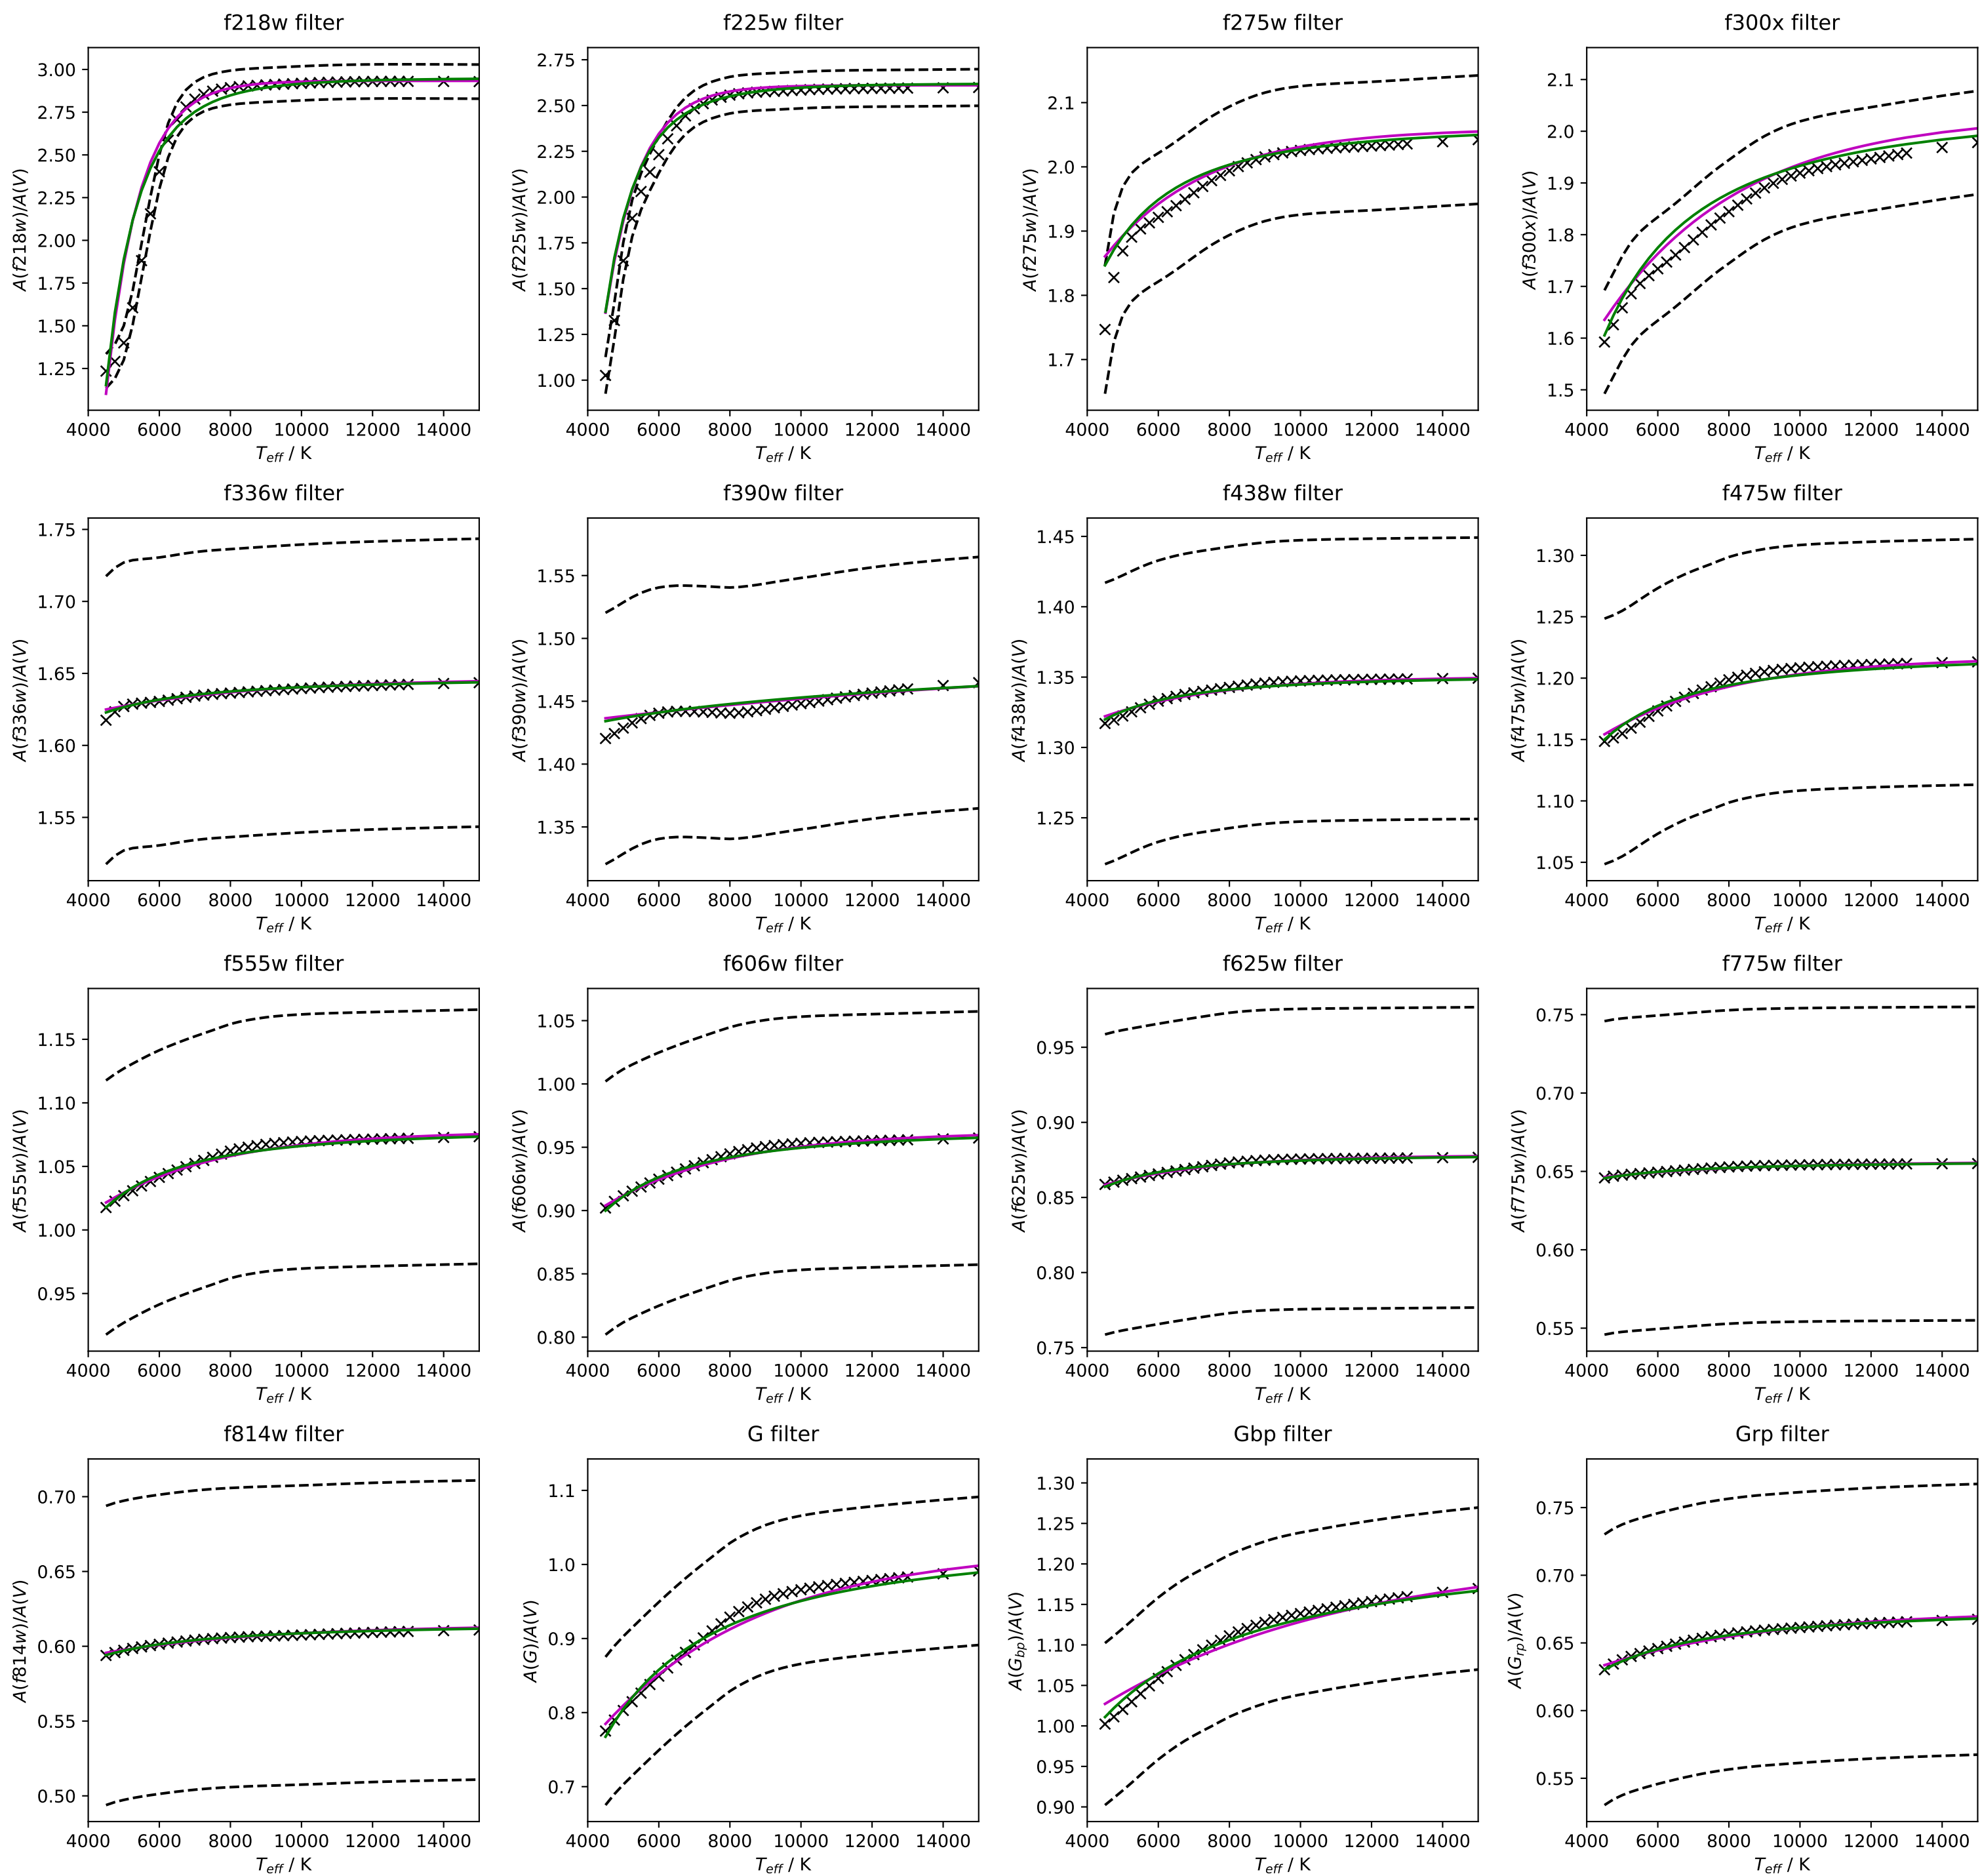 f218w filter
A(f218w)/A(V)
3.00
2.75
2.50
2.25
2.00
1.75
1.50
1.25
4000 6000 8000 10000 12000 14000
T_eff / K
f225w filter
A(f225w)/A(V)
2.75
2.50
2.25
2.00
1.75
1.50
1.25
1.00
4000 6000 8000 10000 12000 14000
T_eff / K
f275w filter
A(f275w)/A(V)
2.1
2.0
1.9
1.8
1.7
4000 6000 8000 10000 12000 14000
T_eff / K
f300x filter
A(f300x)/A(V)
2.1
2.0
1.9
1.8
1.7
1.6
1.5
4000 6000 8000 10000 12000 14000
T_eff / K
f336w filter
A(f336w)/A(V)
1.75
1.70
1.65
1.60
1.55
4000 6000 8000 10000 12000 14000
T_eff / K
f390w filter
A(f390w)/A(V)
1.55
1.50
1.45
1.40
1.35
4000 6000 8000 10000 12000 14000
T_eff / K
f438w filter
A(f438w)/A(V)
1.45
1.40
1.35
1.30
1.25
4000 6000 8000 10000 12000 14000
T_eff / K
f475w filter
A(f475w)/A(V)
1.30
1.25
1.20
1.15
1.10
1.05
4000 6000 8000 10000 12000 14000
T_eff / K
f555w filter
A(f555w)/A(V)
1.15
1.10
1.05
1.00
0.95
4000 6000 8000 10000 12000 14000
T_eff / K
f606w filter
A(f606w)/A(V)
1.05
1.00
0.95
0.90
0.85
0.80
4000 6000 8000 10000 12000 14000
T_eff / K
f625w filter
A(f625w)/A(V)
0.95
0.90
0.85
0.80
0.75
4000 6000 8000 10000 12000 14000
T_eff / K
f775w filter
A(f775w)/A(V)
0.75
0.70
0.65
0.60
0.55
4000 6000 8000 10000 12000 14000
T_eff / K
f814w filter
A(f814w)/A(V)
0.70
0.65
0.60
0.55
0.50
4000 6000 8000 10000 12000 14000
T_eff / K
G filter
A(G)/A(V)
1.1
1.0
0.9
0.8
0.7
4000 6000 8000 10000 12000 14000
T_eff / K
Gbp filter
A(G_bp)/A(V)
1.30
1.25
1.20
1.15
1.10
1.05
1.00
0.95
0.90
4000 6000 8000 10000 12000 14000
T_eff / K
Grp filter
A(G_rp)/A(V)
0.75
0.70
0.65
0.60
0.55
4000 6000 8000 10000 12000 14000
T_eff / K